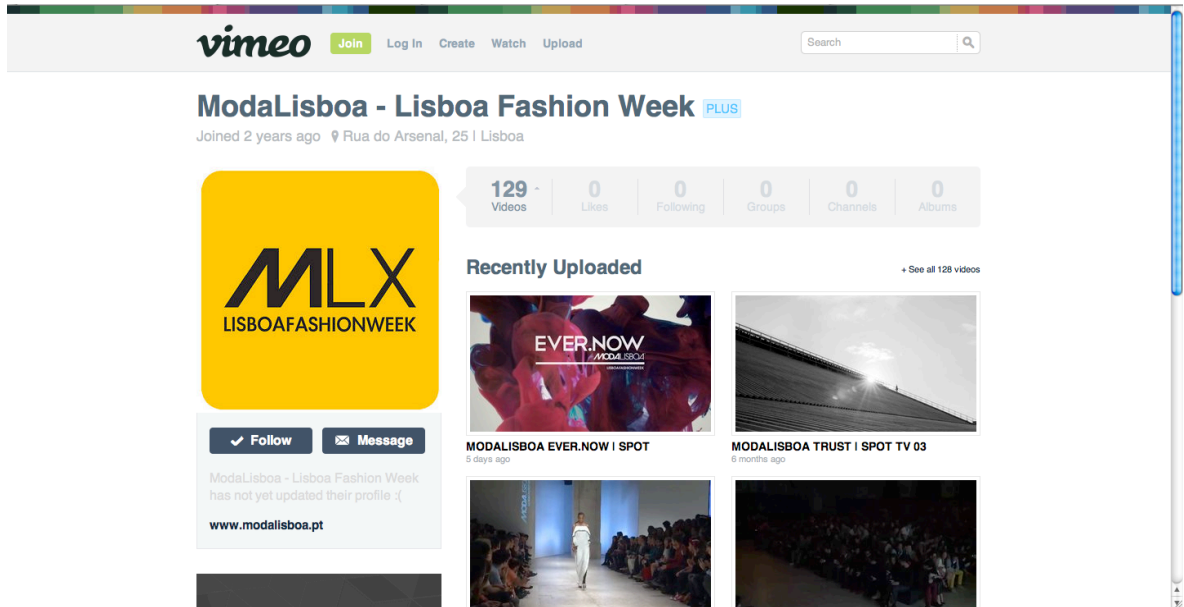 vimeo Join Log In Create Watch Upload Search
ModaLisboa - Lisboa Fashion Week PLUS
Joined 2 years ago Rua do Arsenal, 25 | Lisboa
129 0 0 0 0 0
Videos Likes Following Groups Channels Albums
MLX
LISBOAFASHIONWEEK
Follow Message
ModaLisboa - Lisboa Fashion Week
has not yet updated their profile :(
www.modalisboa.pt
Recently Uploaded + See all 128 videos
EVER.NOW
MODALISBOA
LISBOAFASHIONWEEK
MODALISBOA EVER.NOW | SPOT
5 days ago
MODALISBOA TRUST | SPOT TV 03
6 months ago